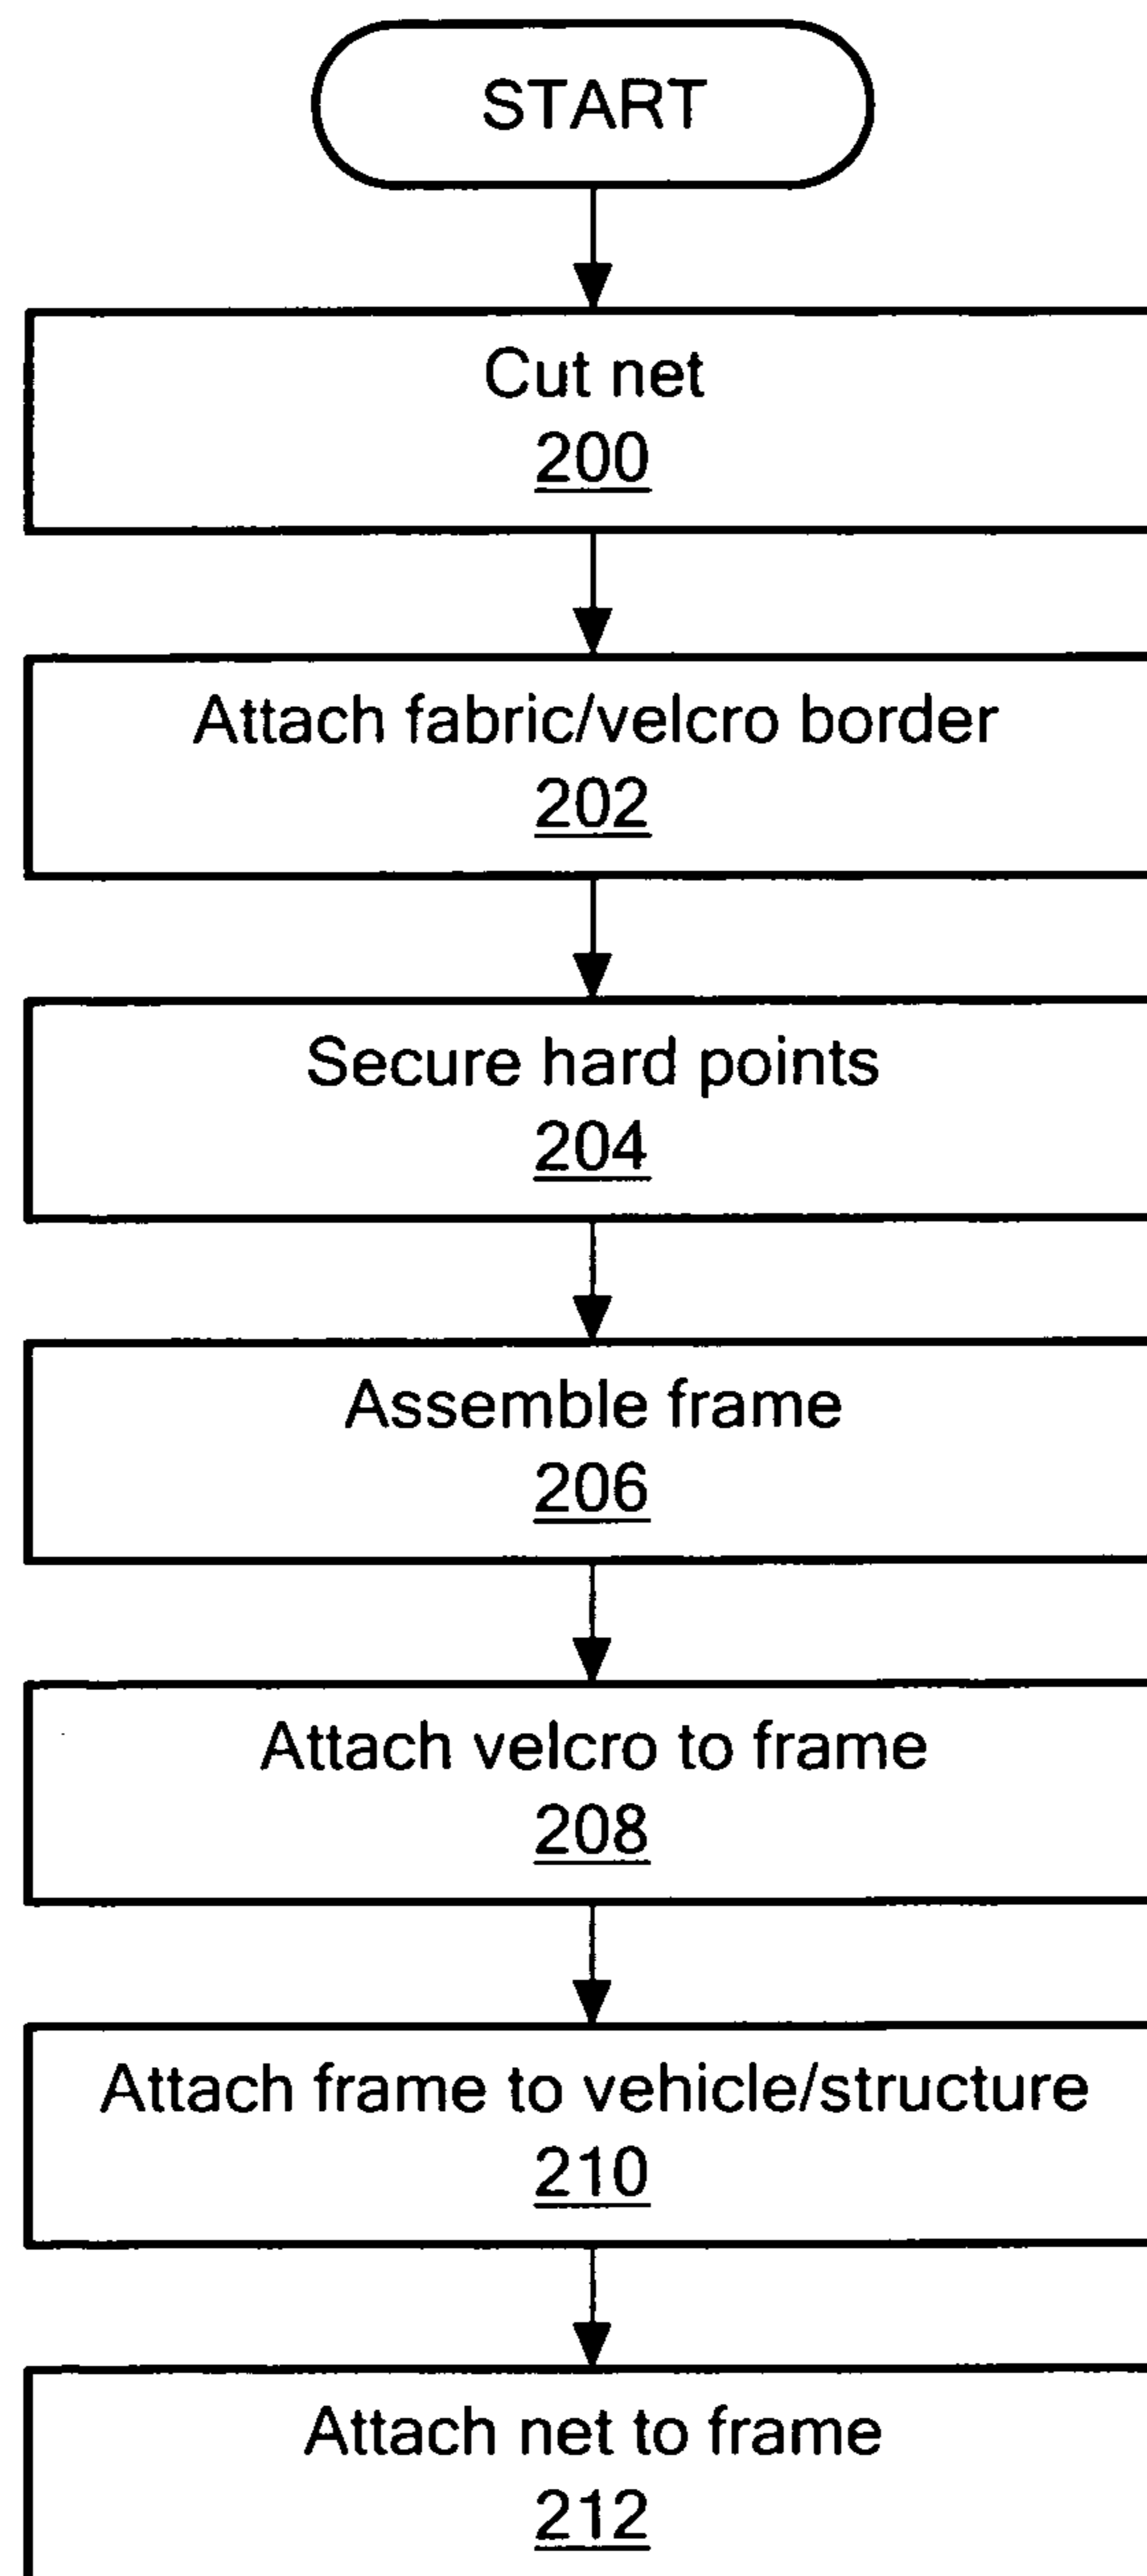 START
Cut net
200
Attach fabric/velcro border
202
Secure hard points
204
Assemble frame
206
Attach velcro to frame
208
Attach frame to vehicle/structure
210
Attach net to frame
212